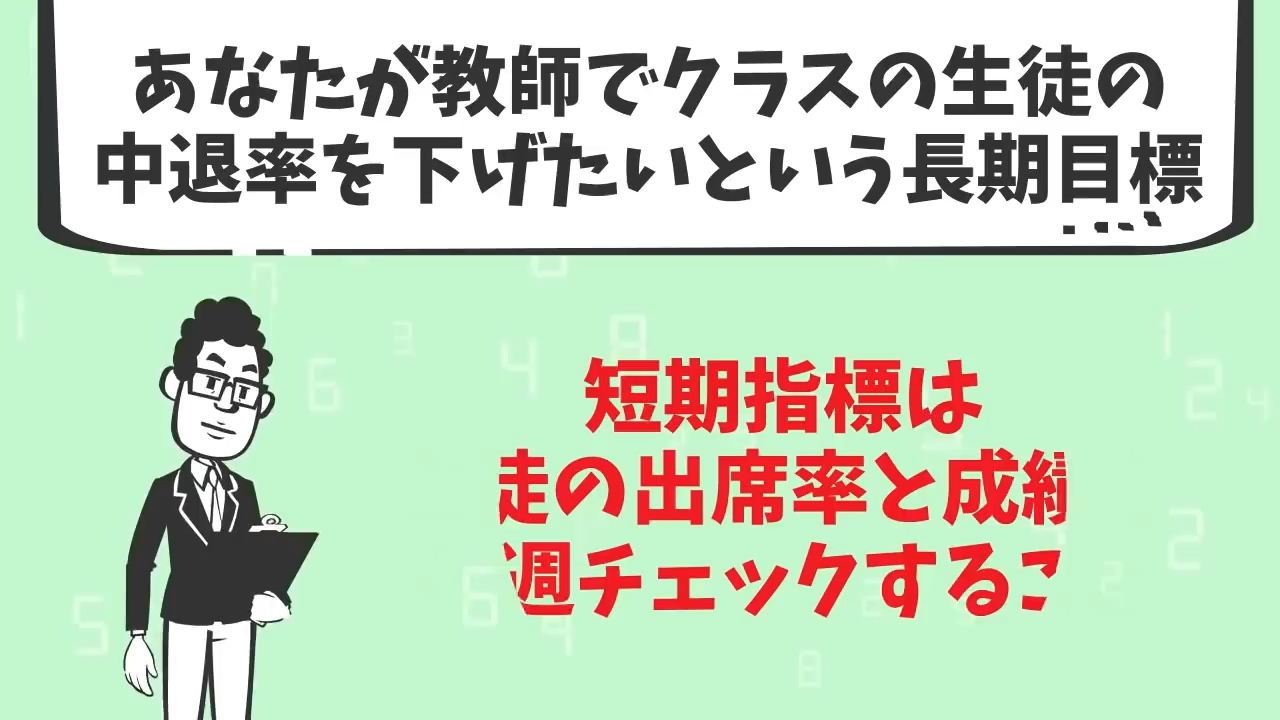 あなたが教師でクラスの生徒の
中退率を下げたいという長期目標
短期指標は
の出席率と成績
週チェックするこ